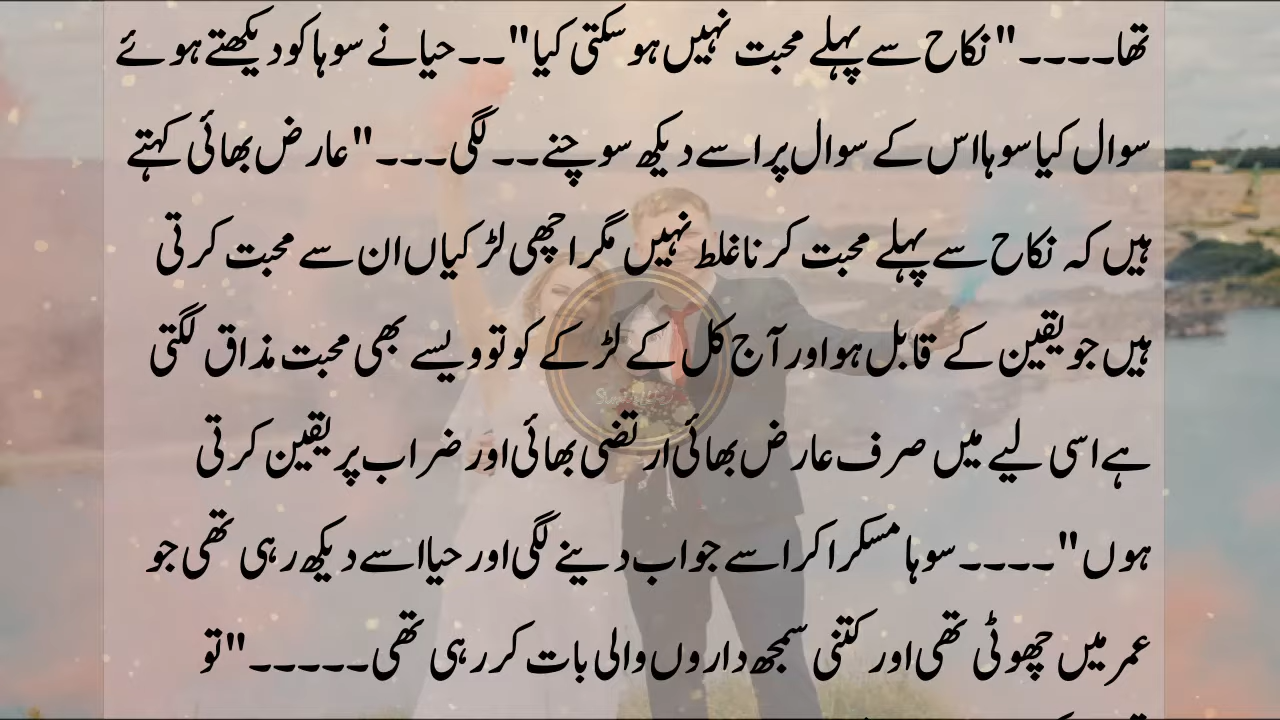 تھا۔۔۔۔"نکاح سے پہلے محبت نہیں ہو سکتی کیا"۔۔حیا نے سوہا کو دیکھتے ہوئے
سوال کیا سوہا اس کے سوال پر اسے دیکھ سوچنے۔۔لگی۔۔۔"عارض بھائی کہتے
ہیں کہ نکاح سے پہلے محبت کرنا غلط نہیں مگر اچھی لڑکیاں ان سے محبت کرتی
ہیں جو یقین کے قابل ہو اور آج کل کے لڑکے کو تو ویسے بھی محبت مذاق لگتی
ہے اسی لیے میں صرف عارض بھائی ارتضی بھائی اور ضراب پر یقین کرتی
ہوں"۔۔۔۔سوہا مسکرا کر اسے جواب دینے لگی اور حیا اسے دیکھ رہی تھی جو
عمر میں چھوٹی تھی اور کتنی سمجھ داروں والی بات کر رہی تھی۔۔۔۔۔"تو